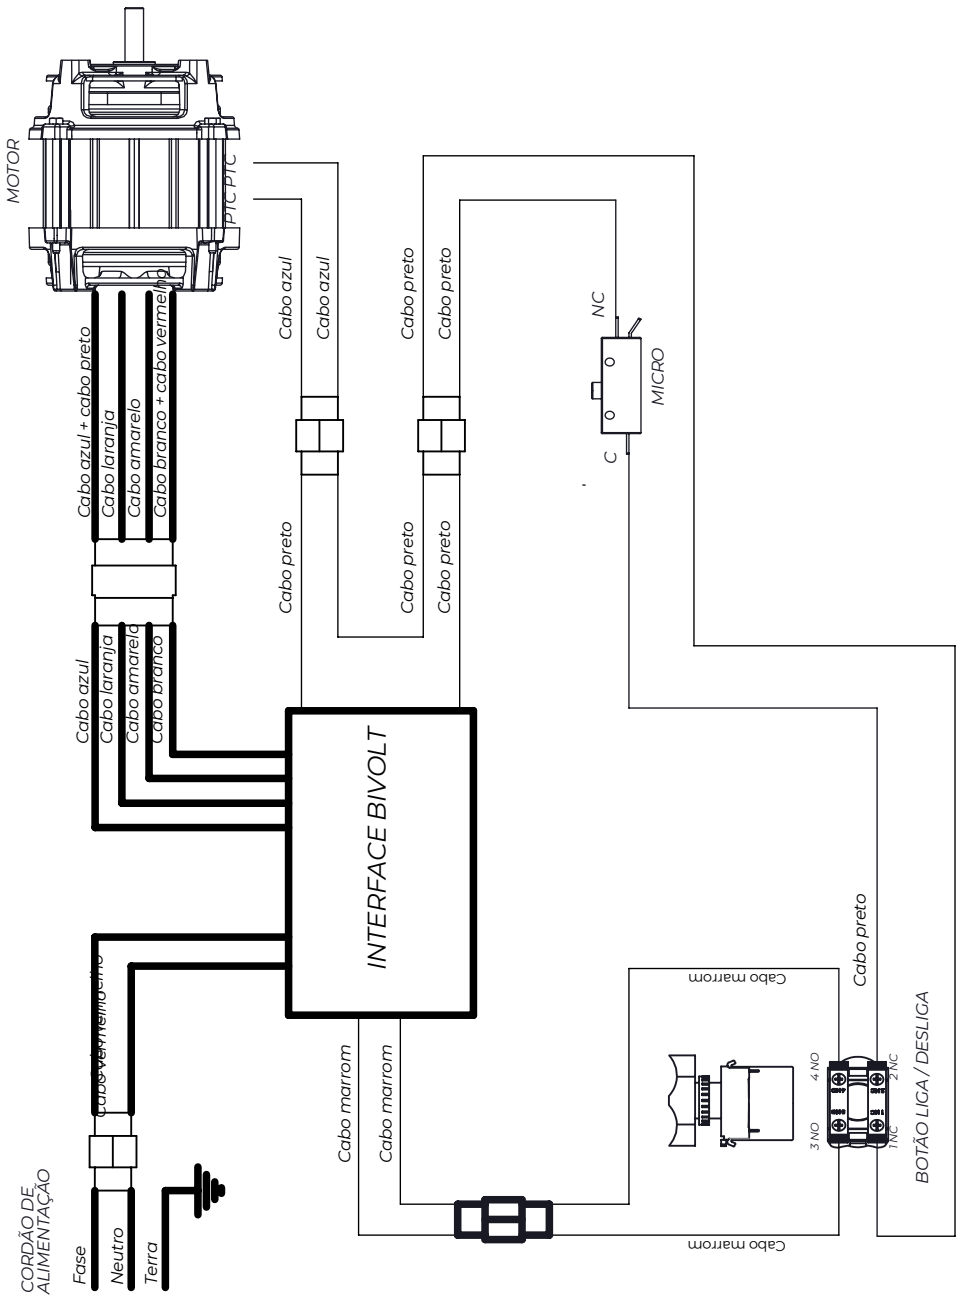 MOTOR
PTC PTC
Cabo azul + cabo preto
Cabo laranja
Cabo amarelo
Cabo branco + cabo vermelho
Cabo azul
Cabo azul
Cabo preto
Cabo preto
NC
MICRO
C
Cabo preto
Cabo preto
Cabo preto
Cabo azul
Cabo laranja
Cabo amarelo
Cabo branco
INTERFACE BIVOLT
Cabo vermelho
Cabo vermelho
Cabo marrom
Cabo marrom
Cabo marrom
Cabo preto
4 NO
2 NC
3 NO
1 NC
BOTÃO LIGA / DESLIGA
Cabo marrom
CORDÃO DE
ALIMENTAÇÃO
Fase
Neutro
Terra